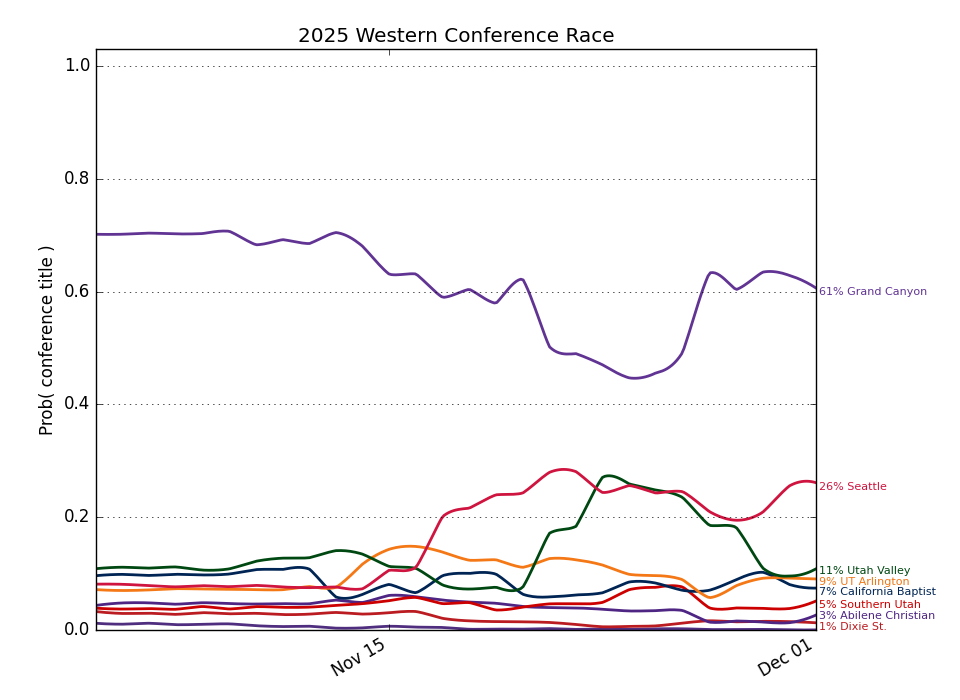 2025 Western Conference Race
Prob( conference title )
1.0
0.8
0.6
0.4
0.2
0.0
Nov 15
Dec 01
61% Grand Canyon
26% Seattle
11% Utah Valley
9% UT Arlington
7% California Baptist
5% Southern Utah
3% Abilene Christian
1% Dixie St.